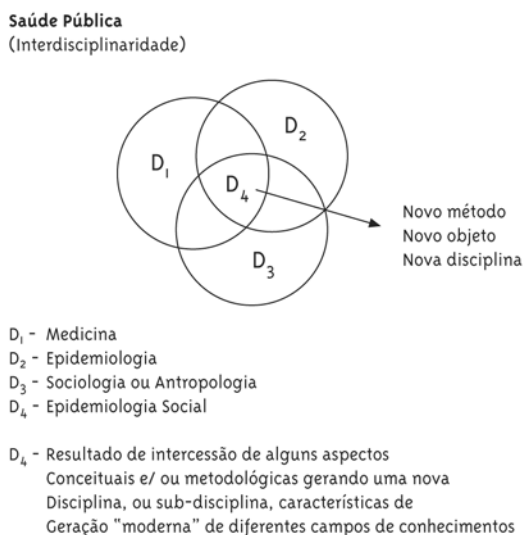 Saúde Pública
(Interdisciplinaridade)
D₁
D₂
D₄
D₃
Novo método
Novo objeto
Nova disciplina
D₁ - Medicina
D₂ - Epidemiologia
D₃ - Sociologia ou Antropologia
D₄ - Epidemiologia Social
D₄ - Resultado de intercessão de alguns aspectos
Conceituais e/ ou metodológicas gerando uma nova
Disciplina, ou sub-disciplina, características de
Geração "moderna" de diferentes campos de conhecimentos